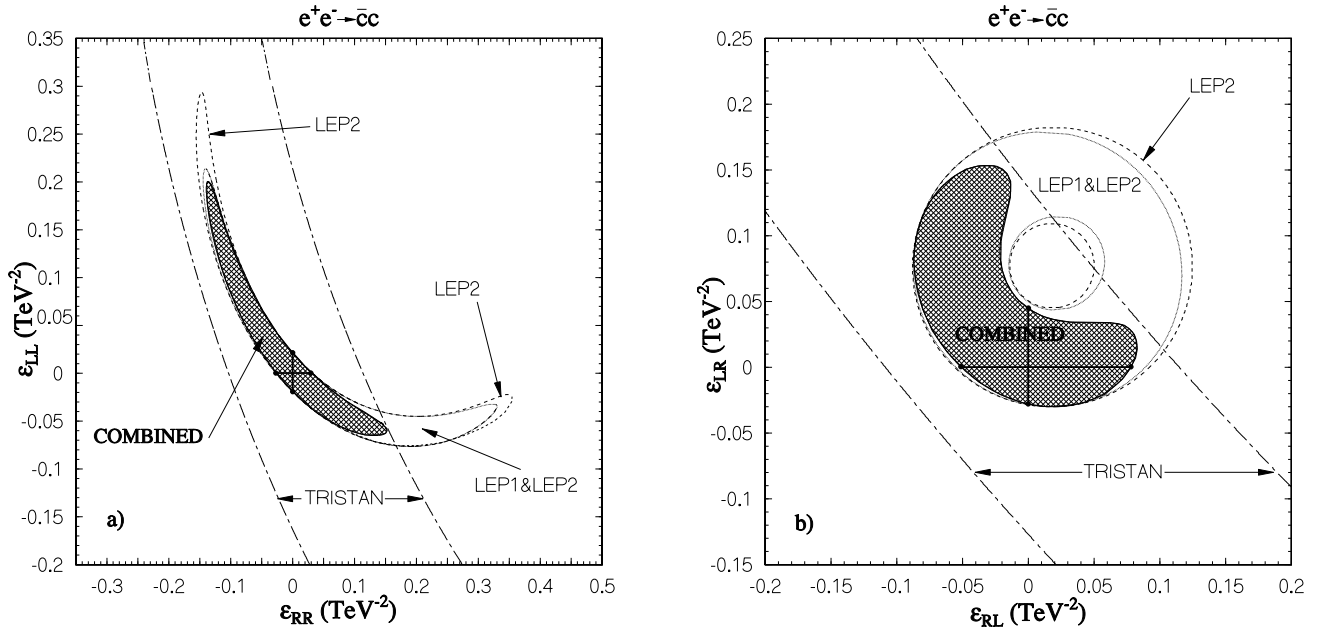 e⁺e⁻→c̄c
0.35
0.3
0.25
0.2
0.15
0.1
0.05
0
-0.05
-0.1
-0.15
-0.2
ε_LL (TeV⁻²)
LEP2
LEP2
COMBINED
LEP1&LEP2
TRISTAN
a)
-0.3 -0.2 -0.1 0 0.1 0.2 0.3 0.4 0.5
ε_RR (TeV⁻²)
e⁺e⁻→c̄c
0.25
0.2
0.15
0.1
0.05
0
-0.05
-0.1
-0.15
ε_LR (TeV⁻²)
LEP2
LEP1&LEP2
COMBINED
TRISTAN
b)
-0.2 -0.15 -0.1 -0.05 0 0.05 0.1 0.15 0.2
ε_RL (TeV⁻²)